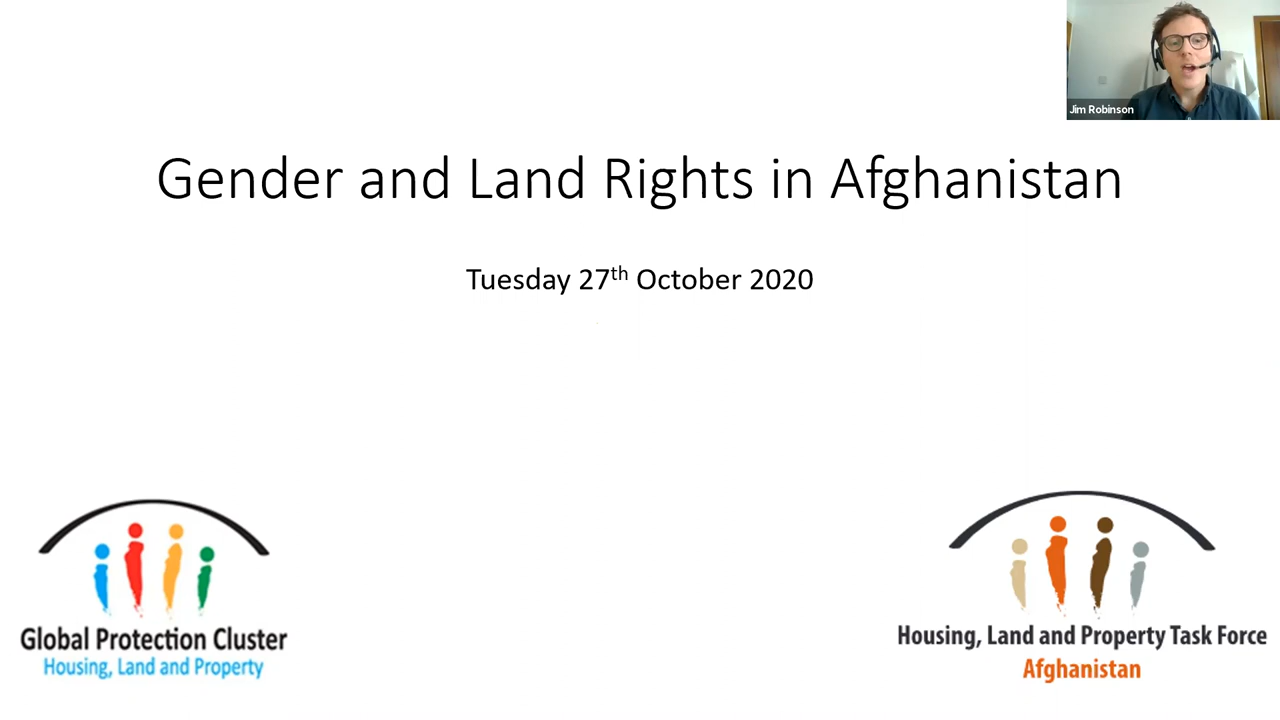 Jim Robinson
Gender and Land Rights in Afghanistan
Tuesday 27th October 2020
Global Protection Cluster
Housing, Land and Property
Housing, Land and Property Task Force
Afghanistan